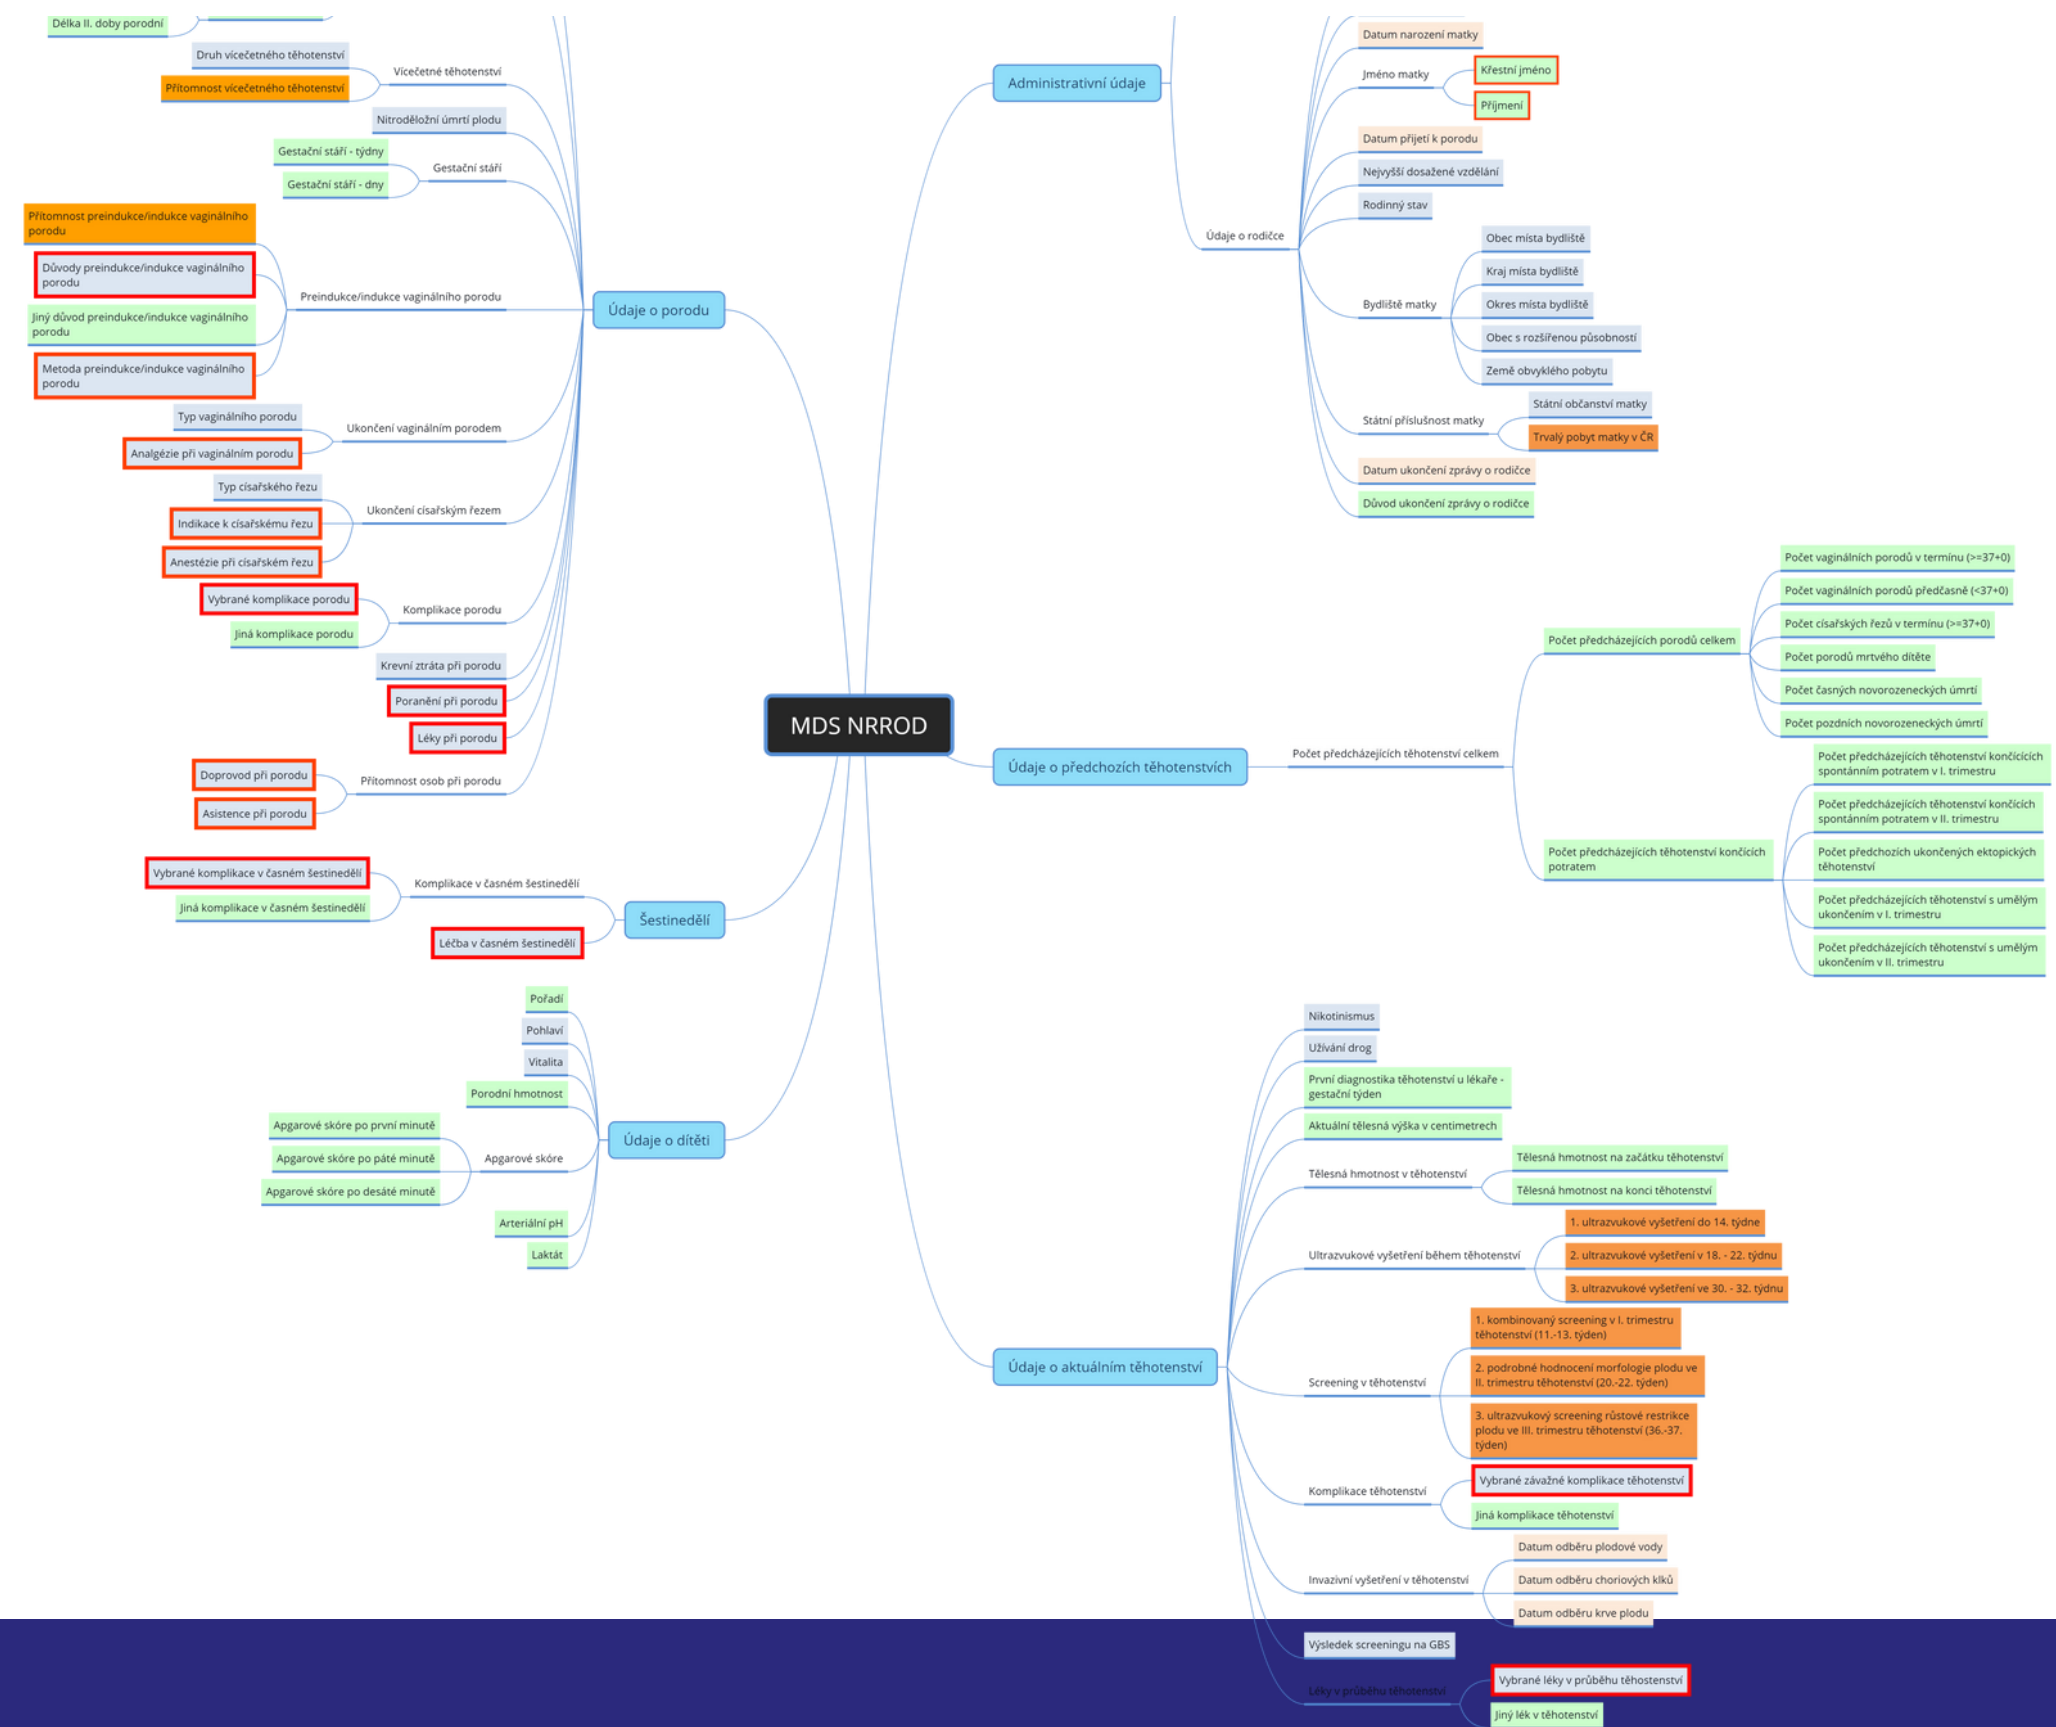 Délka II. doby porodní
Druh vícečetného těhotenství
Přítomnost vícečetného těhotenství
Vícečetné těhotenství
Nitroděložní úmrtí plodu
Gestační stáří - týdny
Gestační stáří - dny
Gestační stáří
Přítomnost preindukce/indukce vaginálního
porodu
Důvody preindukce/indukce vaginálního
porodu
Jiný důvod preindukce/indukce vaginálního
porodu
Metoda preindukce/indukce vaginálního
porodu
Preindukce/indukce vaginálního porodu
Údaje o porodu
Typ vaginálního porodu
Analgézie při vaginálním porodu
Ukončení vaginálním porodem
Typ císařského řezu
Indikace k císařskému řezu
Anestézie při císařském řezu
Ukončení císařským řezem
Vybrané komplikace porodu
Jiná komplikace porodu
Komplikace porodu
Krevní ztráta při porodu
Poranění při porodu
Léky při porodu
Doprovod při porodu
Asistence při porodu
Přítomnost osob při porodu
MDS NRROD
Vybrané komplikace v časném šestinedělí
Jiná komplikace v časném šestinedělí
Komplikace v časném šestinedělí
Léčba v časném šestinedělí
Šestinedělí
Pořadí
Pohlaví
Vitalita
Porodní hmotnost
Apgarové skóre po první minutě
Apgarové skóre po páté minutě
Apgarové skóre po desáté minutě
Apgarové skóre
Arteriální pH
Laktát
Údaje o dítěti
Administrativní údaje
Datum narození matky
Jméno matky
Křestní jméno
Příjmení
Datum přijetí k porodu
Nejvyšší dosažené vzdělání
Rodinný stav
Údaje o rodičce
Bydliště matky
Obec místa bydliště
Kraj místa bydliště
Okres místa bydliště
Obec s rozšířenou působností
Země obvyklého pobytu
Státní příslušnost matky
Státní občanství matky
Trvalý pobyt matky v ČR
Datum ukončení zprávy o rodičce
Důvod ukončení zprávy o rodičce
Údaje o předchozích těhotenstvích
Počet předcházejících těhotenství celkem
Počet předcházejících porodů celkem
Počet vaginálních porodů v termínu (>=37+0)
Počet vaginálních porodů předčasně (<37+0)
Počet císařských řezů v termínu (>=37+0)
Počet porodů mrtvého dítěte
Počet časných novorozeneckých úmrtí
Počet pozdních novorozeneckých úmrtí
Počet předcházejících těhotenství končících
potratem
Počet předcházejících těhotenství končícících
spontánním potratem v I. trimestru
Počet předcházejících těhotenství končících
spontánním potratem v II. trimestru
Počet předchozích ukončených ektopických
těhotenství
Počet předcházejících těhotenství s umělým
ukončením v I. trimestru
Počet předcházejících těhotenství s umělým
ukončením v II. trimestru
Údaje o aktuálním těhotenství
Nikotinismus
Užívání drog
První diagnostika těhotenství u lékaře -
gestační týden
Aktuální tělesná výška v centimetrech
Tělesná hmotnost v těhotenství
Tělesná hmotnost na začátku těhotenství
Tělesná hmotnost na konci těhotenství
Ultrazvukové vyšetření během těhotenství
1. ultrazvukové vyšetření do 14. týdne
2. ultrazvukové vyšetření v 18. - 22. týdnu
3. ultrazvukové vyšetření ve 30. - 32. týdnu
Screening v těhotenství
1. kombinovaný screening v I. trimestru
těhotenství (11.-13. týden)
2. podrobné hodnocení morfologie plodu ve
II. trimestru těhotenství (20.-22. týden)
3. ultrazvukový screening růstové restrikce
plodu ve III. trimestru těhotenství (36.-37.
týden)
Komplikace těhotenství
Vybrané závažné komplikace těhotenství
Jiná komplikace těhotenství
Invazivní vyšetření v těhotenství
Datum odběru plodové vody
Datum odběru choriových klků
Datum odběru krve plodu
Výsledek screeningu na GBS
Léky v průběhu těhotenství
Vybrané léky v průběhu těhostenství
Jiný lék v těhotenství